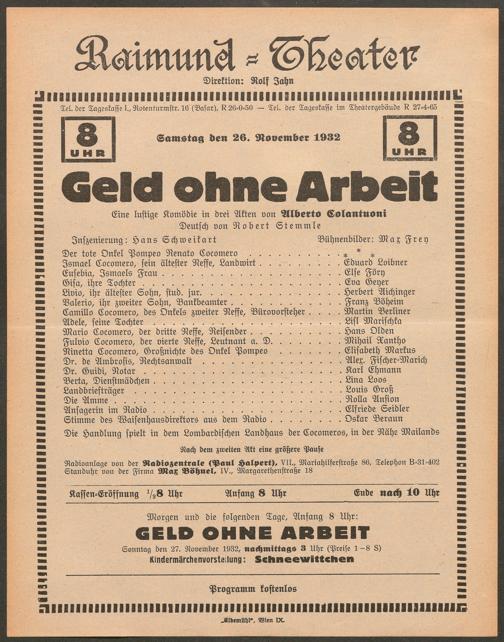 Raimund=Theater
Direktion: Rolf Jahn
Tel. der Tageskasse I., Rotenturmstr. 16 (Basar), R 26-0-50 — Tel. der Tageskasse im Theatergebäude R 27-4-65
8 UHR
Samstag den 26. November 1932
8 UHR
Geld ohne Arbeit
Eine lustige Komödie in drei Akten von Alberto Colantuoni
Deutsch von Robert Stemmle
Inszenierung: Hans Schweikart Bühnenbilder: Max Frey
Der tote Onkel Pompeo Renato Cocomero * * *
Ismael Cocomero, sein ältester Neffe, Landwirt . . . . . . . . Eduard Loibner
Eusebia, Ismaels Frau . . . . . . . . Else Föry
Gisa, ihre Tochter . . . . . . . . Eva Geyer
Livio, ihr ältester Sohn, stud. jur. . . . . . . . . Herbert Aichinger
Valerio, ihr zweiter Sohn, Bankbeamter . . . . . . . . Franz Böheim
Camillo Cocomero, des Onkels zweiter Neffe, Bürovorsteher . . . . . . . . Martin Berliner
Adele, seine Tochter . . . . . . . . Lisl Marischka
Mario Cocomero, der dritte Neffe, Reisender . . . . . . . . Hans Olden
Fulvio Cocomero, der vierte Neffe, Leutnant a. D. . . . . . . . . Mihail Xantho
Ninetta Cocomero, Großnichte des Onkel Pompeo . . . . . . . . Elisabeth Markus
Dr. de Ambrosis, Rechtsanwalt . . . . . . . . Alex. Fischer-Marich
Dr. Guidi, Notar . . . . . . . . Karl Ehmann
Berta, Dienstmädchen . . . . . . . . Lina Loos
Landbriefträger . . . . . . . . Louis Groß
Die Amme . . . . . . . . Rolla Ansion
Ansagerin im Radio . . . . . . . . Elfriede Seidler
Stimme des Waisenhausdirektors aus dem Radio . . . . . . . . Oskar Beraun
Die Handlung spielt in dem Lombardischen Landhaus der Cocomeros, in der Nähe Mailands
Nach dem zweiten Akt eine größere Pause
Radioanlage von der Radiozentrale (Paul Halpert), VII., Mariahilferstraße 86, Telephon B-31-402
Standuhr von der Firma Max Böhnel, IV., Margarethenstraße 18
Kassen-Eröffnung 1/2 8 Uhr Anfang 8 Uhr Ende nach 10 Uhr
Morgen und die folgenden Tage, Anfang 8 Uhr:
GELD OHNE ARBEIT
Sonntag den 27. November 1932, nachmittags 3 Uhr (Preise 1–8 S)
Kindermärchenvorstellung: Schneewittchen
Programm kostenlos
„Elbemühl“, Wien IX.